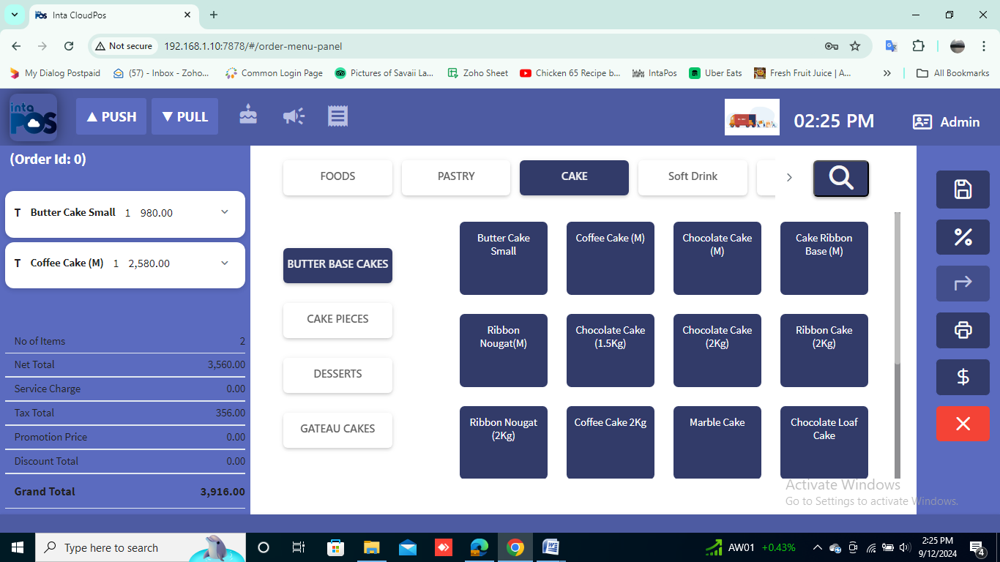 Inta CloudPos
Not secure
192.168.1.10:7878/#/order-menu-panel
My Dialog Postpaid
(57) - Inbox - Zoho...
Common Login Page
Pictures of Savaii La...
Zoho Sheet
Chicken 65 Recipe b...
IntaPos
Uber Eats
Fresh Fruit Juice | A...
All Bookmarks
inta
POS
PUSH
PULL
02:25 PM
Admin
(Order Id: 0)
T Butter Cake Small 1 980.00
T Coffee Cake (M) 1 2,580.00
No of Items 2
Net Total 3,560.00
Service Charge 0.00
Tax Total 356.00
Promotion Price 0.00
Discount Total 0.00
Grand Total 3,916.00
FOODS
PASTRY
CAKE
Soft Drink
BUTTER BASE CAKES
CAKE PIECES
DESSERTS
GATEAU CAKES
Butter Cake
Small
Coffee Cake (M)
Chocolate Cake
(M)
Cake Ribbon
Base (M)
Ribbon
Nougat(M)
Chocolate Cake
(1.5Kg)
Chocolate Cake
(2Kg)
Ribbon Cake
(2Kg)
Ribbon Nougat
(2Kg)
Coffee Cake 2Kg
Marble Cake
Chocolate Loaf
Cake
%
$
Activate Windows
Go to Settings to activate Windows.
Type here to search
AW01 +0.43%
2:25 PM
9/12/2024
4